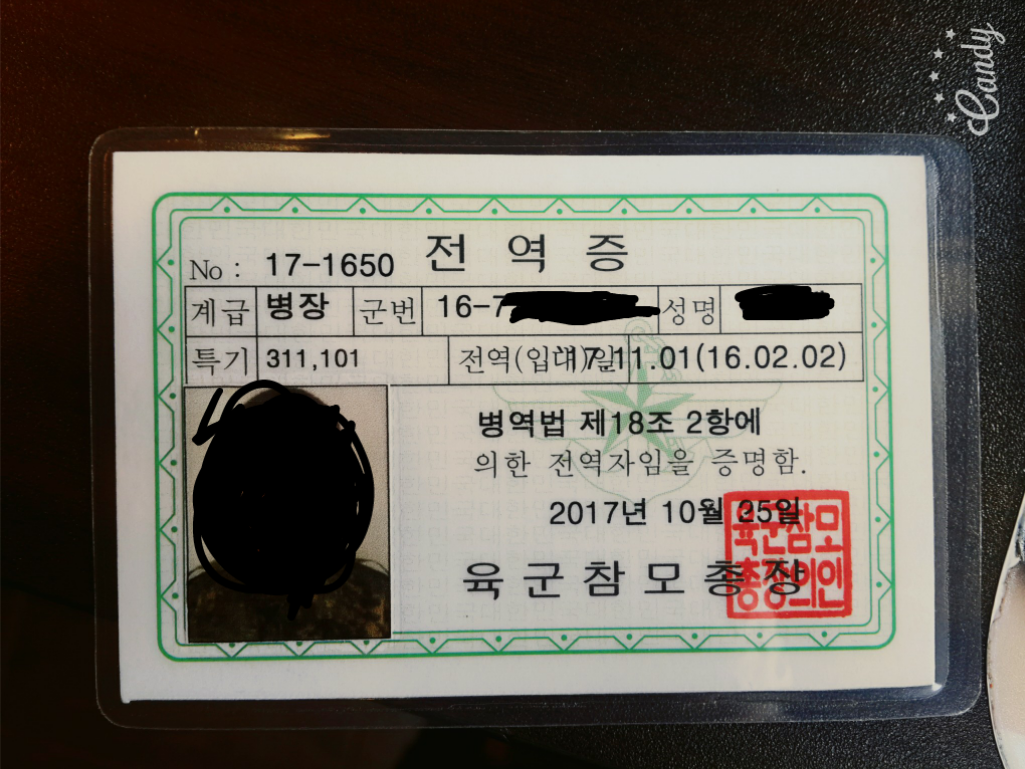 Candy
전 역 증
No : 17-1650
계급 병장 군번 16-7 성명
특기 311,101 전역(입대)일 17.11.01(16.02.02)
병역법 제18조 2항에
의한 전역자임을 증명함.
2017년 10월 25일
육 군 참 모 총 장
육군참모
총장의인